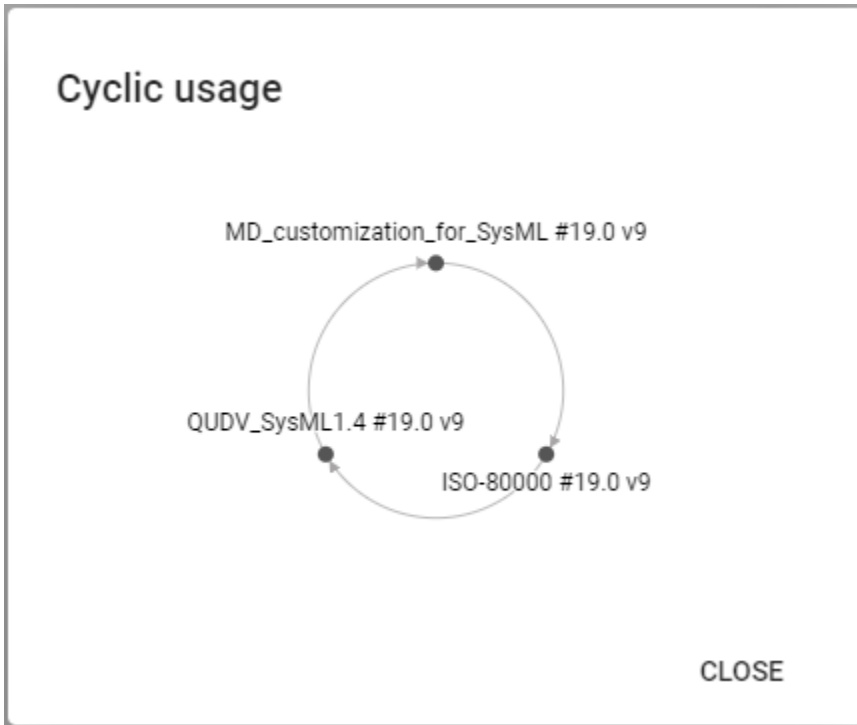 Cyclic usage
MD_customization_for_SysML #19.0 v9
QUDV_SysML1.4 #19.0 v9
ISO-80000 #19.0 v9
CLOSE